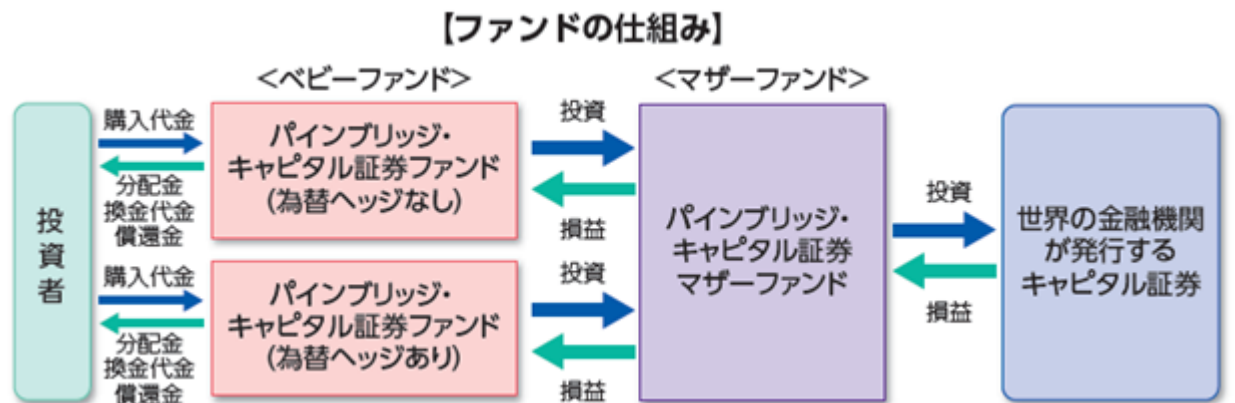 【ファンドの仕組み】
<ベビーファンド>
<マザーファンド>
投資者
購入代金
分配金
換金代金
償還金
購入代金
分配金
換金代金
償還金
パインブリッジ・
キャピタル証券ファンド
(為替ヘッジなし)
パインブリッジ・
キャピタル証券ファンド
(為替ヘッジあり)
投資
損益
投資
損益
パインブリッジ・
キャピタル証券
マザーファンド
投資
損益
世界の金融機関
が発行する
キャピタル証券